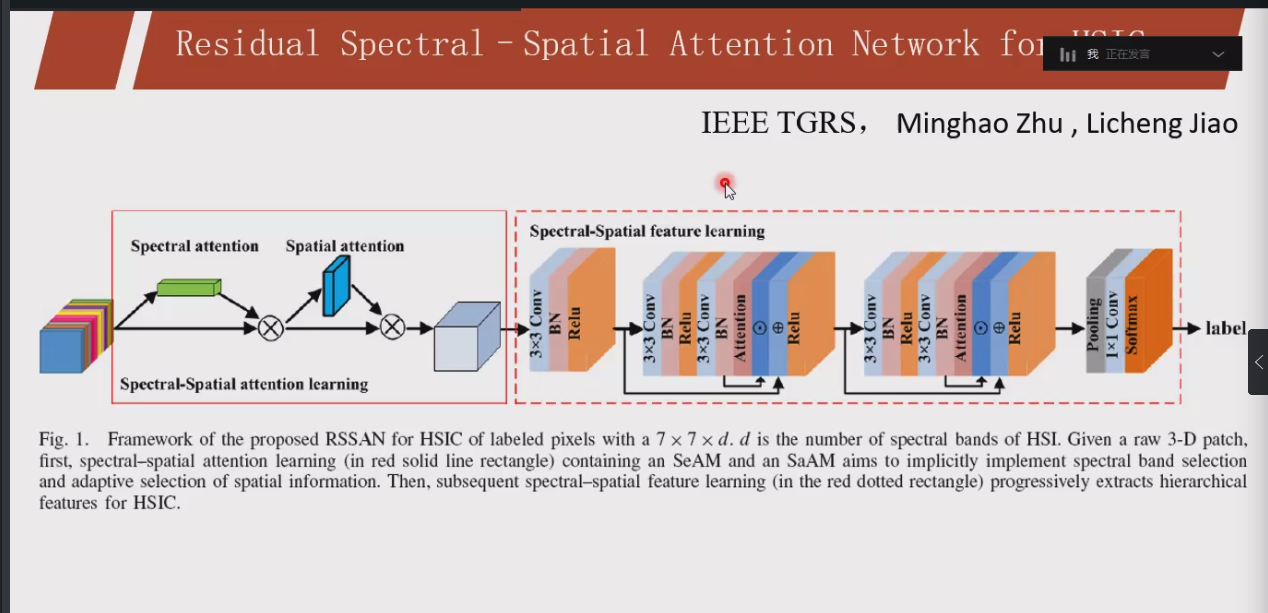 Residual Spectral-Spatial Attention Network for HSIC
我 正在发言
IEEE TGRS， Minghao Zhu , Licheng Jiao
Spectral-Spatial feature learning
Spectral attention
Spatial attention
3×3 Conv
BN
Relu
3×3 Conv
BN
Relu
3×3 Conv
BN
Attention
Relu
3×3 Conv
BN
Relu
3×3 Conv
BN
Attention
Relu
Pooling
1×1 Conv
Softmax
label
Spectral-Spatial attention learning
Fig. 1. Framework of the proposed RSSAN for HSIC of labeled pixels with a 7 × 7 × d. d is the number of spectral bands of HSI. Given a raw 3-D patch,
first, spectral–spatial attention learning (in red solid line rectangle) containing an SeAM and an SaAM aims to implicitly implement spectral band selection
and adaptive selection of spatial information. Then, subsequent spectral–spatial feature learning (in the red dotted rectangle) progressively extracts hierarchical
features for HSIC.